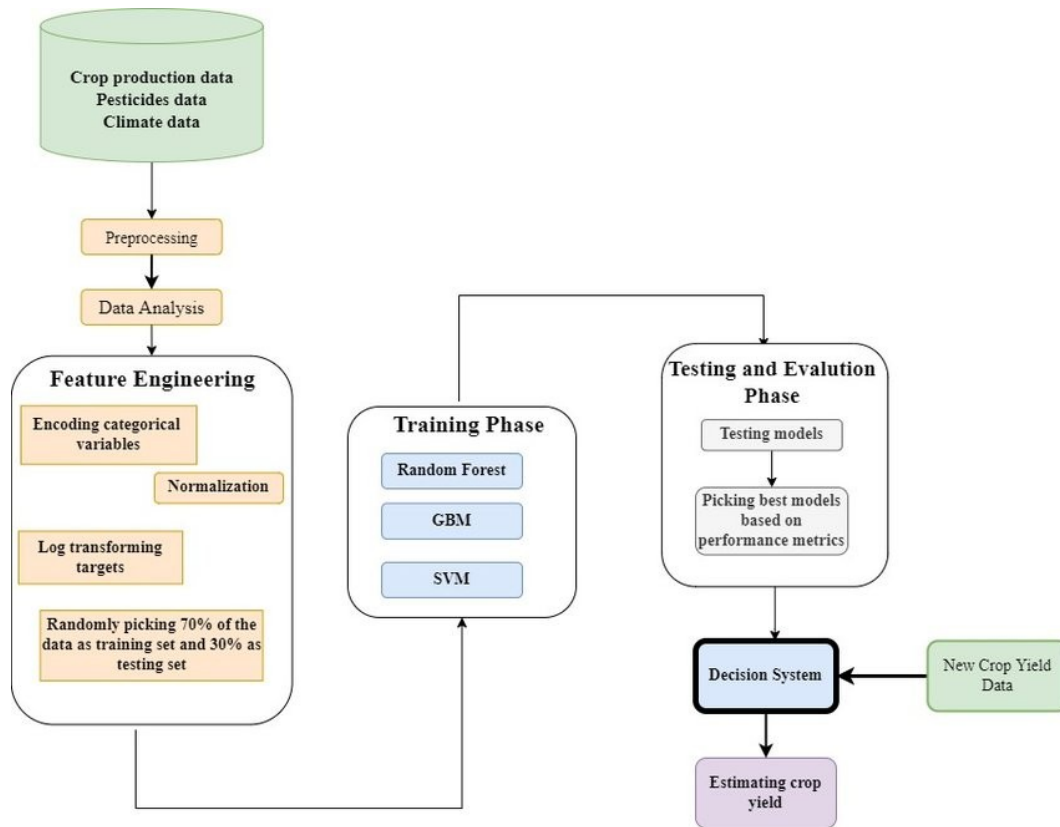 Crop production data
Pesticides data
Climate data
Preprocessing
Data Analysis
Feature Engineering
Encoding categorical
variables
Normalization
Log transforming
targets
Randomly picking 70% of the
data as training set and 30% as
testing set
Training Phase
Random Forest
GBM
SVM
Testing and Evalution
Phase
Testing models
Picking best models
based on
performance metrics
Decision System
New Crop Yield
Data
Estimating crop
yield